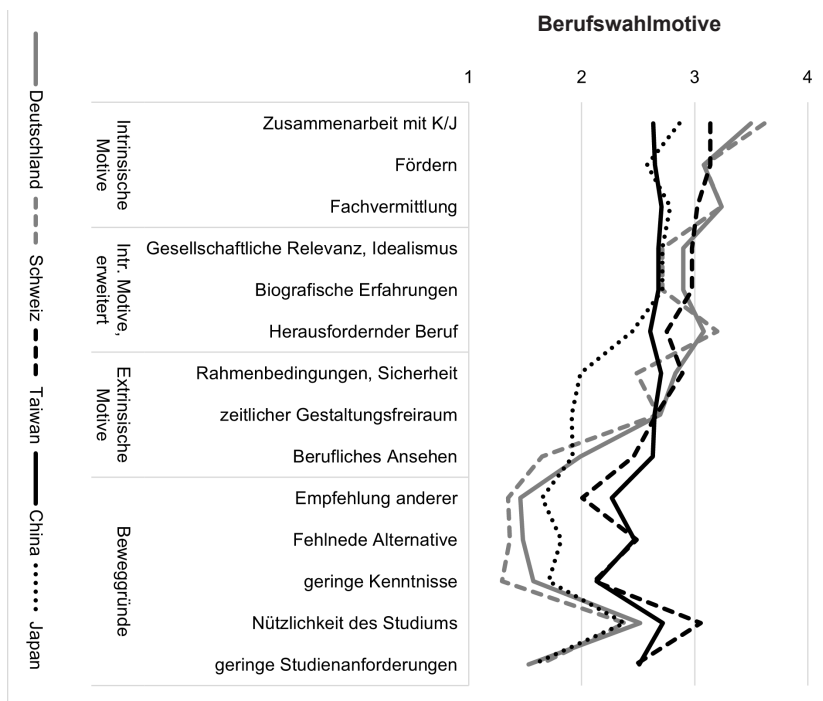 Berufswahlmotive
1 2 3 4
Intrinsische
Motive
Zusammenarbeit mit K/J
Fördern
Fachvermittlung
Intr. Motive,
erweitert
Gesellschaftliche Relevanz, Idealismus
Biografische Erfahrungen
Herausfordernder Beruf
Extrinsische
Motive
Rahmenbedingungen, Sicherheit
zeitlicher Gestaltungsfreiraum
Berufliches Ansehen
Beweggründe
Empfehlung anderer
Fehlnede Alternative
geringe Kenntnisse
Nützlichkeit des Studiums
geringe Studienanforderungen
Deutschland Schweiz Taiwan China Japan